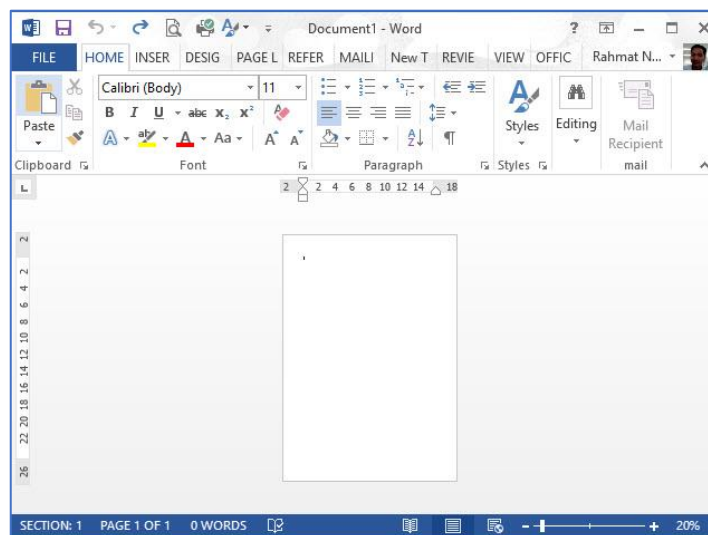 Document1 - Word
FILE HOME INSER DESIG PAGE L REFER MAILI New T REVIE VIEW OFFIC Rahmat N...
Calibri (Body) 11
B I U abc X₂ X²
Paste
A ab A Aa A A
Styles Editing Mail Recipient
Clipboard Font Paragraph Styles mail
L 2 2 4 6 8 10 12 14 18
2
2
4
6
8
10
12
14
16
18
20
22
26
SECTION: 1 PAGE 1 OF 1 0 WORDS 20%